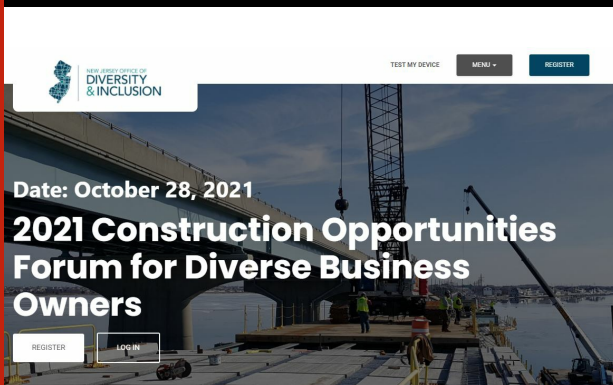 NEW JERSEY OFFICE OF
DIVERSITY
& INCLUSION
TEST MY DEVICE
MENU
REGISTER
Date: October 28, 2021
2021 Construction Opportunities
Forum for Diverse Business
Owners
REGISTER
LOG IN